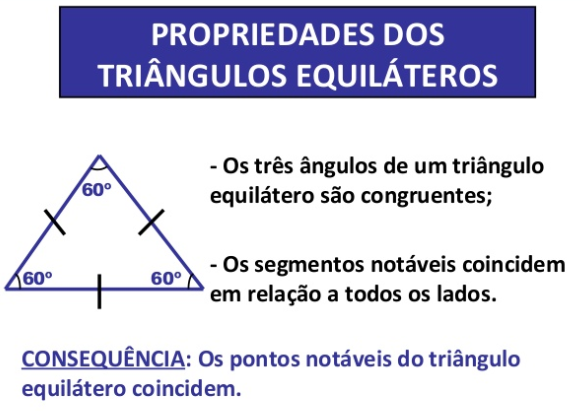 PROPRIEDADES DOS
TRIÂNGULOS EQUILÁTEROS
- Os três ângulos de um triângulo
equilátero são congruentes;
60º
60º
60º
- Os segmentos notáveis coincidem
em relação a todos os lados.
CONSEQUÊNCIA: Os pontos notáveis do triângulo
equilátero coincidem.